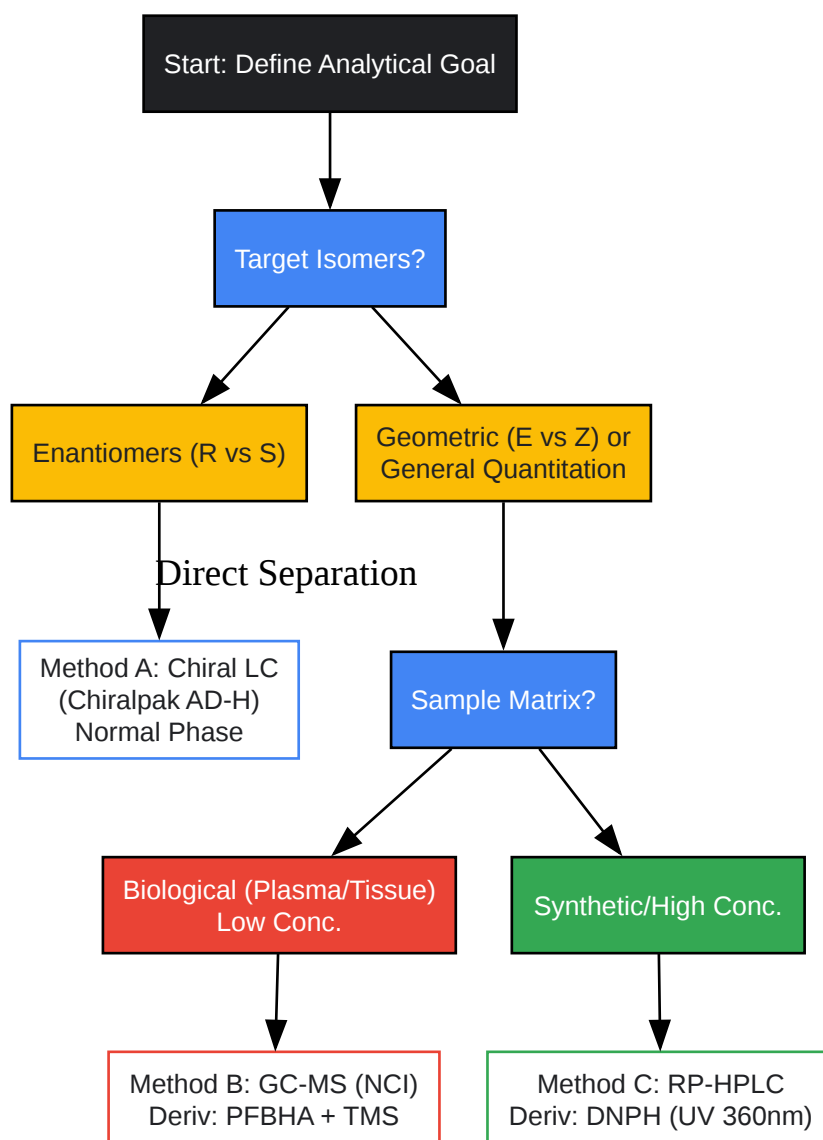 Start: Define Analytical Goal
Target Isomers?
Enantiomers (R vs S)
Geometric (E vs Z) or
General Quantitation
Direct Separation
Method A: Chiral LC
(Chiralpak AD-H)
Normal Phase
Sample Matrix?
Biological (Plasma/Tissue)
Low Conc.
Synthetic/High Conc.
Method B: GC-MS (NCI)
Deriv: PFBHA + TMS
Method C: RP-HPLC
Deriv: DNPH (UV 360nm)